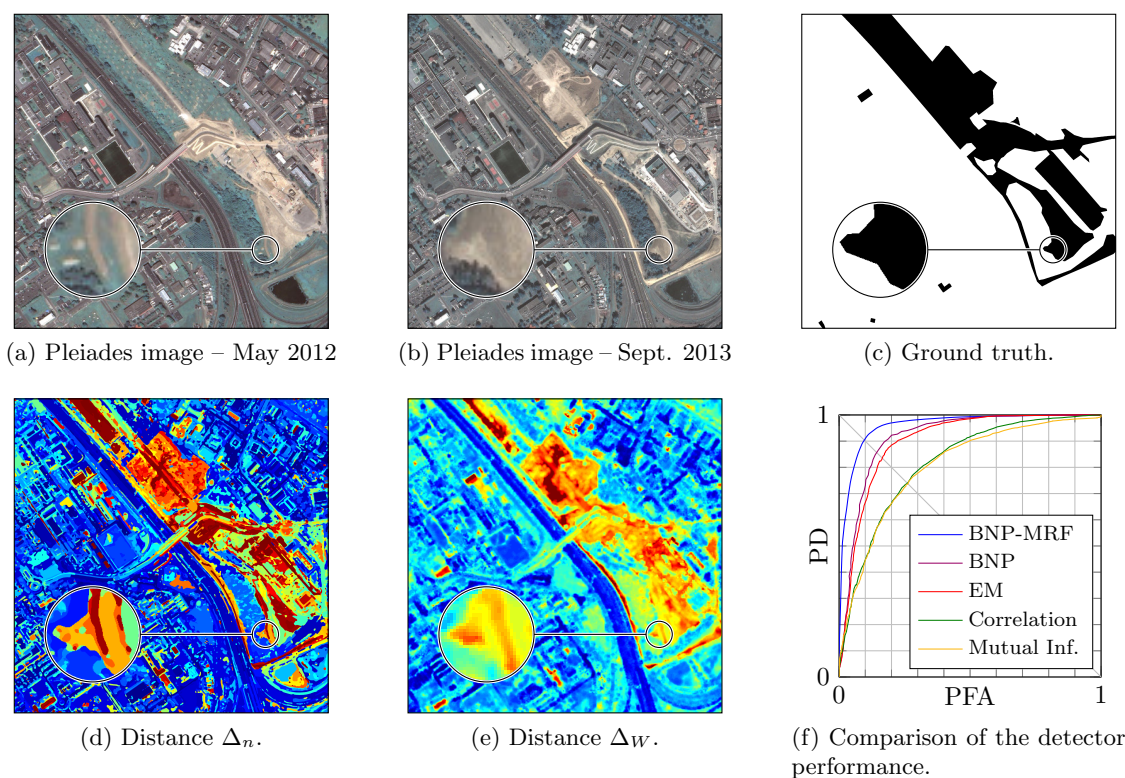 (a) Pleiades image – May 2012
(b) Pleiades image – Sept. 2013
(c) Ground truth.
(d) Distance Δn.
(e) Distance ΔW.
1
PD
0
PFA
1
BNP-MRF
BNP
EM
Correlation
Mutual Inf.
(f) Comparison of the detector
performance.